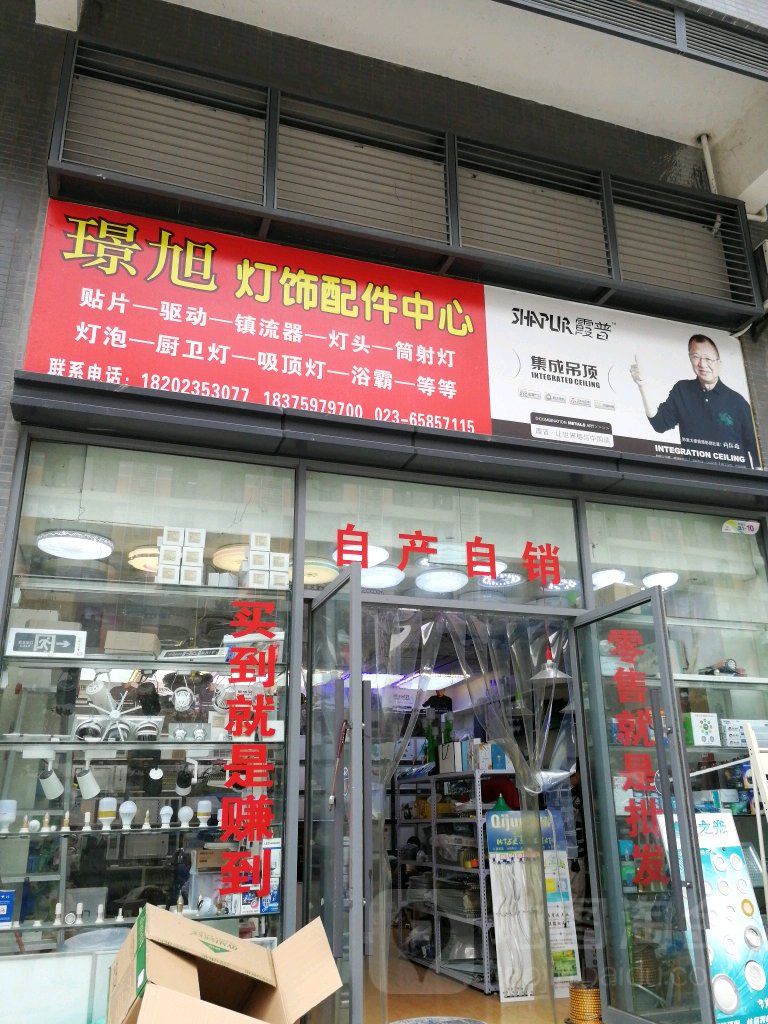 璟旭 灯饰配件中心
贴片—驱动—镇流器—灯头—筒射灯
灯泡—厨卫灯—吸顶灯—浴霸—等等
联系电话：18202353077 18375979700 023-65857115
SHAPUR 霞普
集成吊顶
INTEGRATED CEILING
INTEGRATION CEILING
自产自销
买到就是赚到
零售就是批发
Qijun